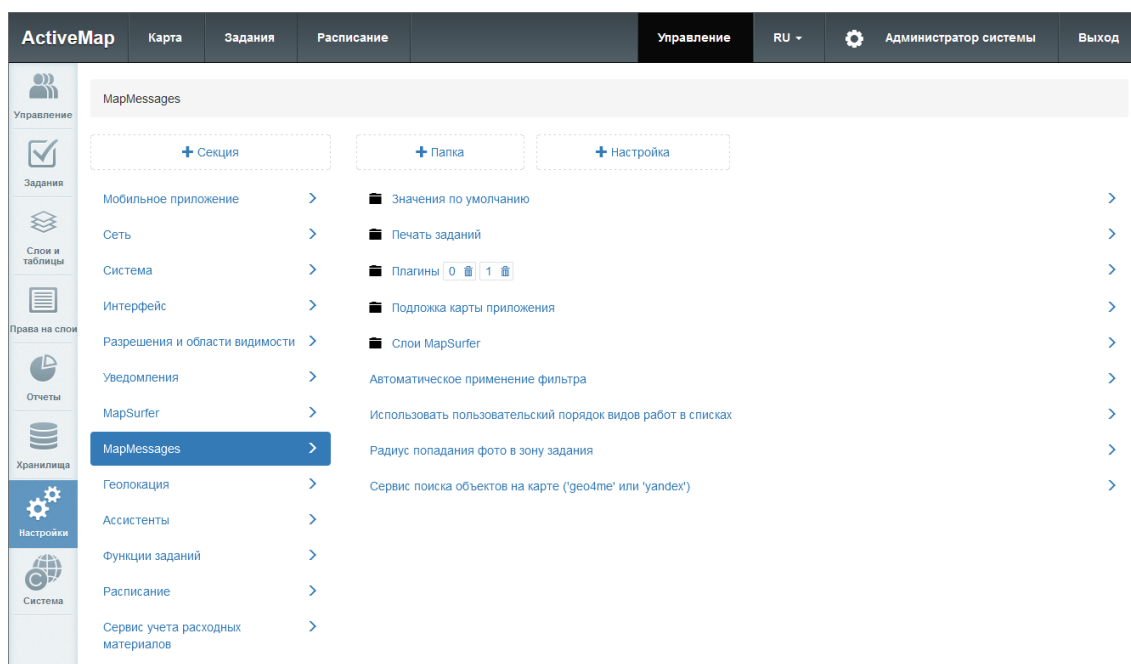 ActiveMap Карта Задания Расписание Управление RU Администратор системы Выход
Управление
Задания
Слои и
таблицы
Права на слои
Отчеты
Хранилища
Настройки
Система
MapMessages
+ Секция
+ Папка
+ Настройка
Мобильное приложение
Сеть
Система
Интерфейс
Разрешения и области видимости
Уведомления
MapSurfer
MapMessages
Геолокация
Ассистенты
Функции заданий
Расписание
Сервис учета расходных
материалов
Значения по умолчанию
Печать заданий
Плагины 0 1
Подложка карты приложения
Слои MapSurfer
Автоматическое применение фильтра
Использовать пользовательский порядок видов работ в списках
Радиус попадания фото в зону задания
Сервис поиска объектов на карте ('geo4me' или 'yandex')